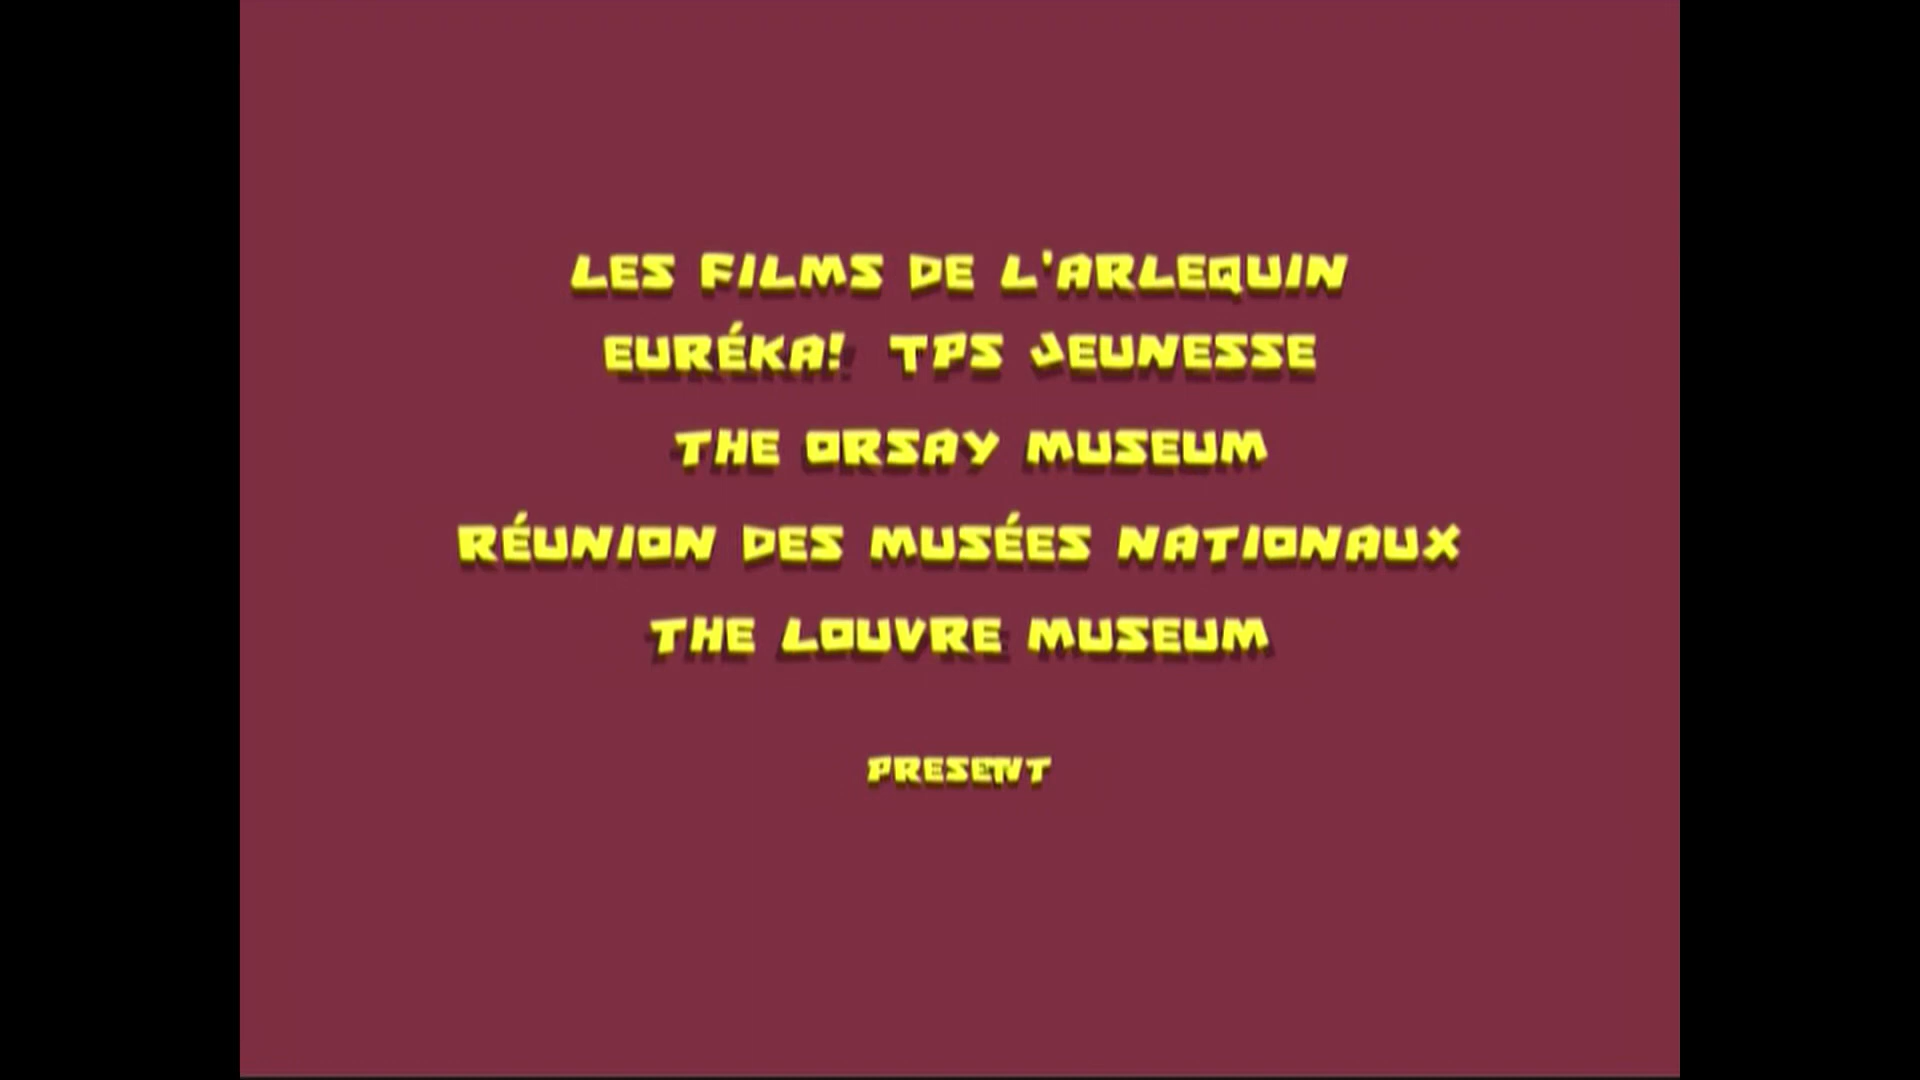 LES FILMS DE L'ARLEQUIN
EURÉKA! TPS JEUNESSE
THE ORSAY MUSEUM
RÉUNION DES MUSÉES NATIONAUX
THE LOUVRE MUSEUM
PRESENT